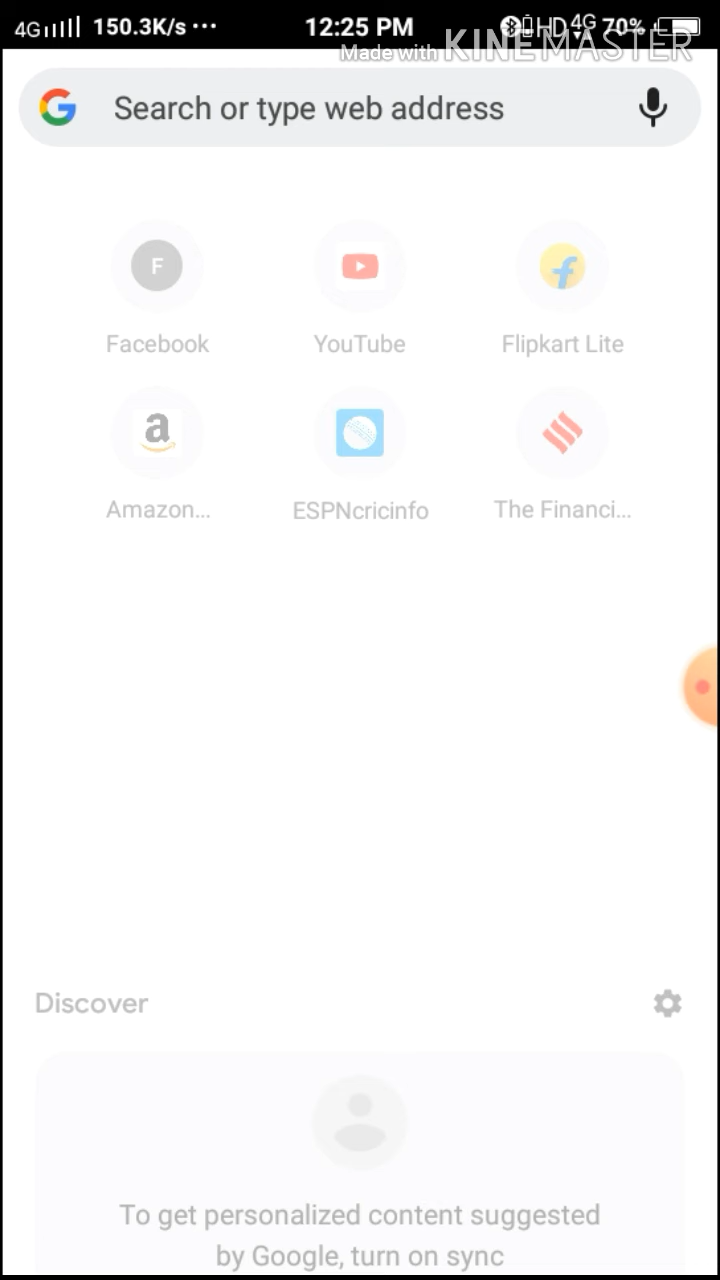 4G 150.3K/s ··· 12:25 PM HD 4G 70%
Made with KINEMASTER
Search or type web address
F
Facebook YouTube Flipkart Lite
a
Amazon... ESPNcricinfo The Financi...
Discover
To get personalized content suggested
by Google, turn on sync